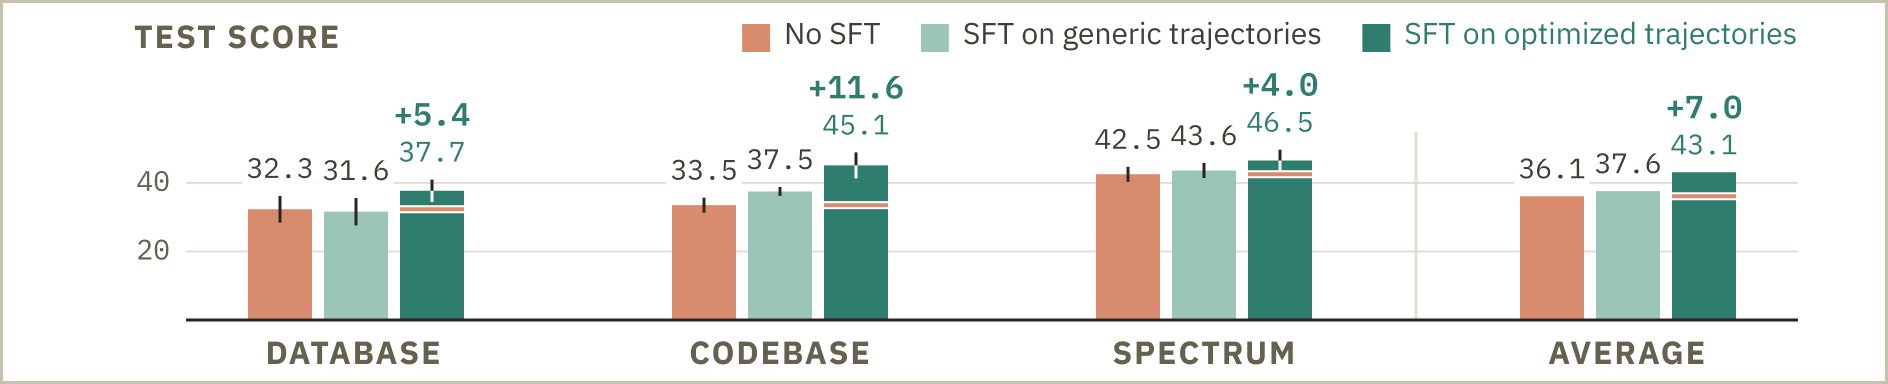 TEST SCORE
No SFT
SFT on generic trajectories
SFT on optimized trajectories
40
20
32.3
31.6
+5.4
37.7
DATABASE
33.5
37.5
+11.6
45.1
CODEBASE
42.5
43.6
+4.0
46.5
SPECTRUM
36.1
37.6
+7.0
43.1
AVERAGE